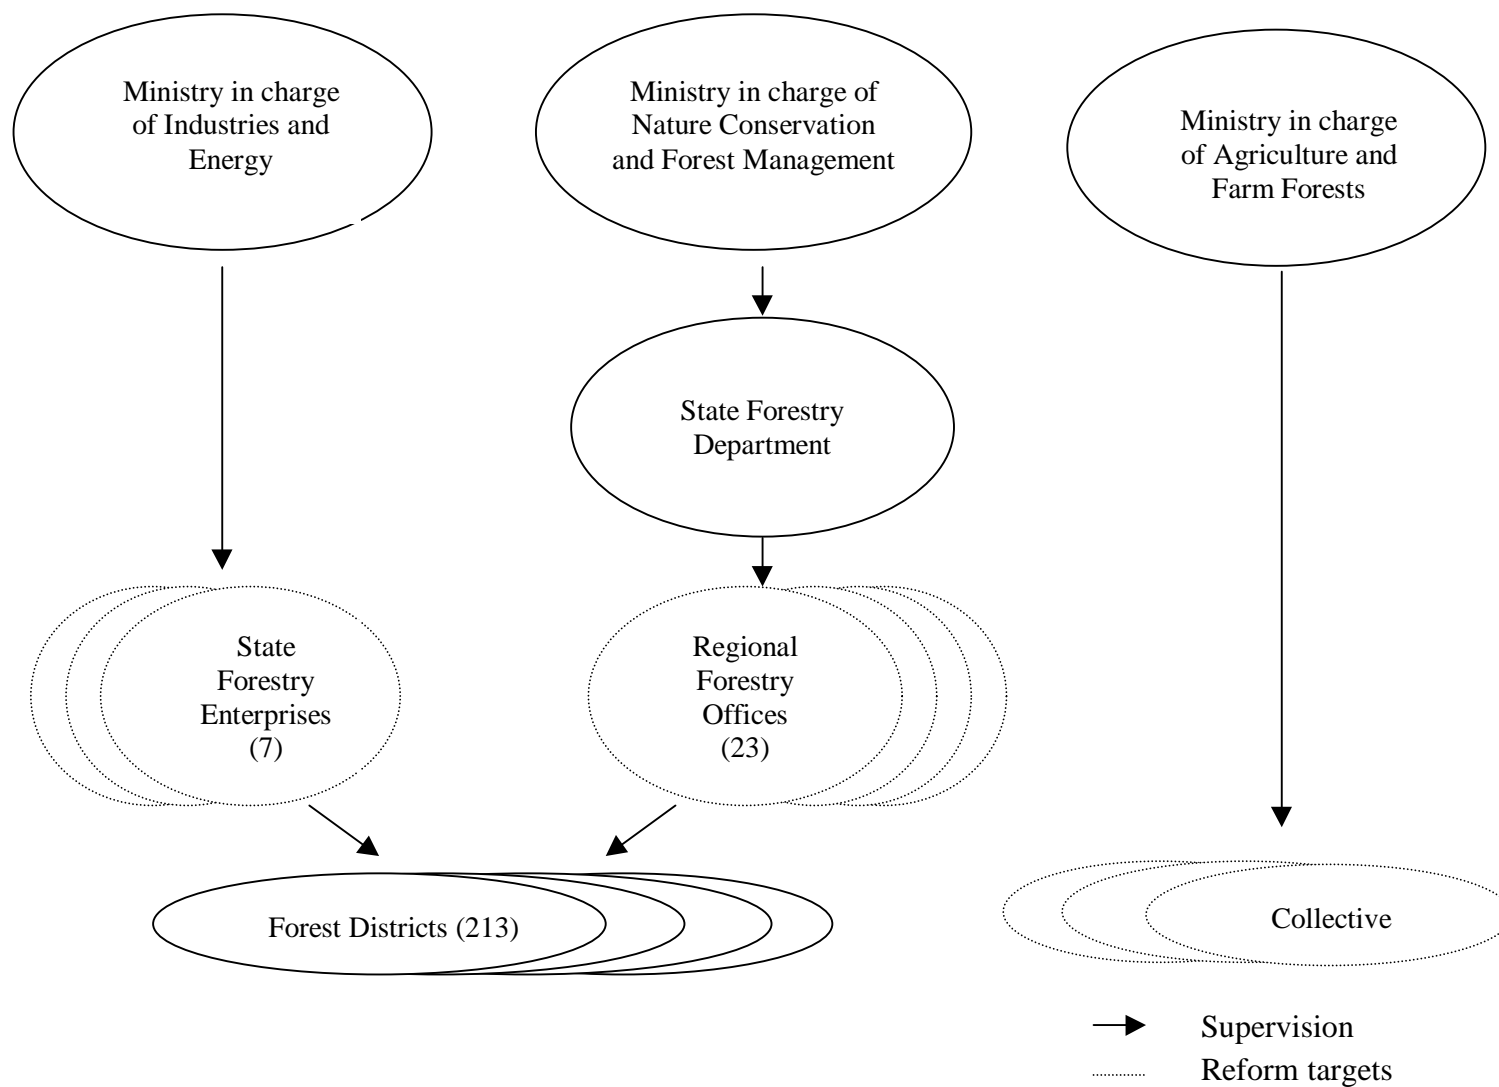 Ministry in charge
of Industries and
Energy
Ministry in charge of
Nature Conservation
and Forest Management
Ministry in charge
of Agriculture and
Farm Forests
State Forestry
Department
State
Forestry
Enterprises
(7)
Regional
Forestry
Offices
(23)
Forest Districts (213)
Collective
Supervision
Reform targets